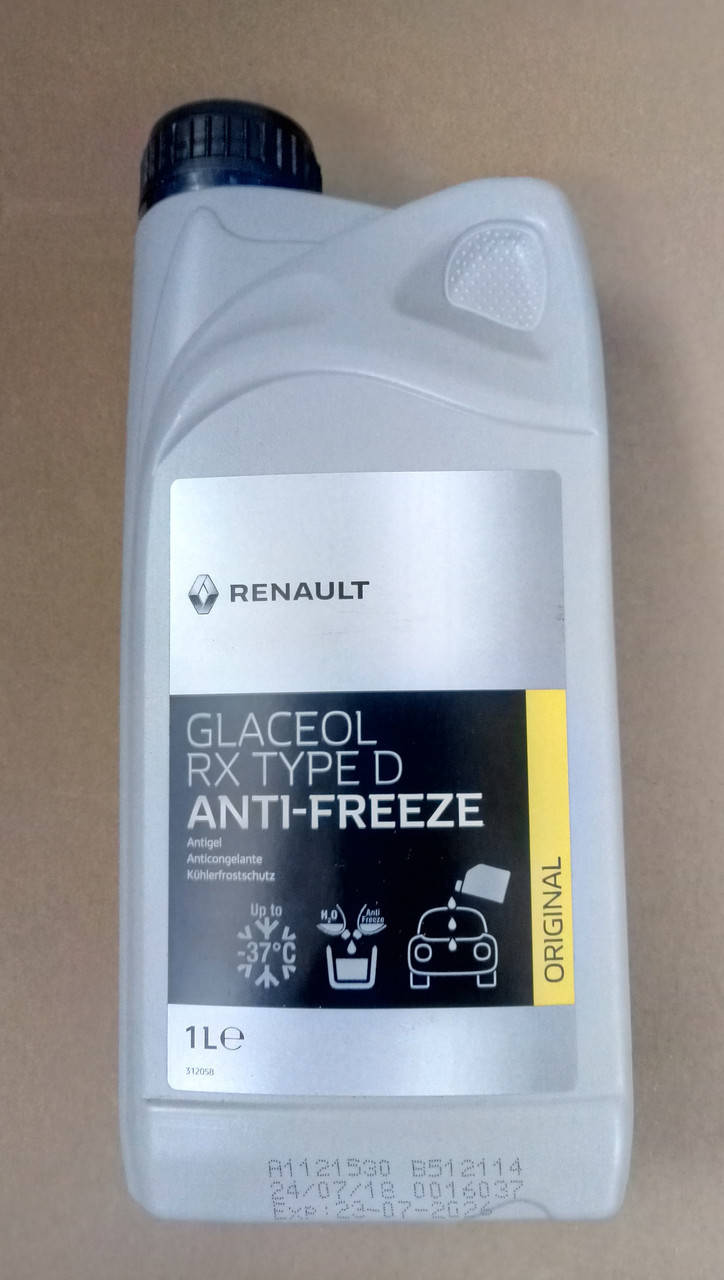 RENAULT
GLACEOL
RX TYPE D
ANTI-FREEZE
Antigel
Anticongelante
Kühlerfrostschutz
Up to
-37°C
H₂O
Anti
Freeze
ORIGINAL
1L℮
312058
A1121530 B512114
24/07/18 0016037
Exp:23-07-2026